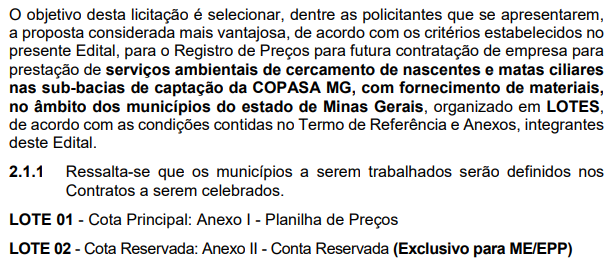 O objetivo desta licitação é selecionar, dentre as policitantes que se apresentarem,
a proposta considerada mais vantajosa, de acordo com os critérios estabelecidos no
presente Edital, para o Registro de Preços para futura contratação de empresa para
prestação de serviços ambientais de cercamento de nascentes e matas ciliares
nas sub-bacias de captação da COPASA MG, com fornecimento de materiais,
no âmbito dos municípios do estado de Minas Gerais, organizado em LOTES,
de acordo com as condições contidas no Termo de Referência e Anexos, integrantes
deste Edital.
2.1.1 Ressalta-se que os municípios a serem trabalhados serão definidos nos
Contratos a serem celebrados.
LOTE 01 - Cota Principal: Anexo I - Planilha de Preços
LOTE 02 - Cota Reservada: Anexo II - Conta Reservada (Exclusivo para ME/EPP)